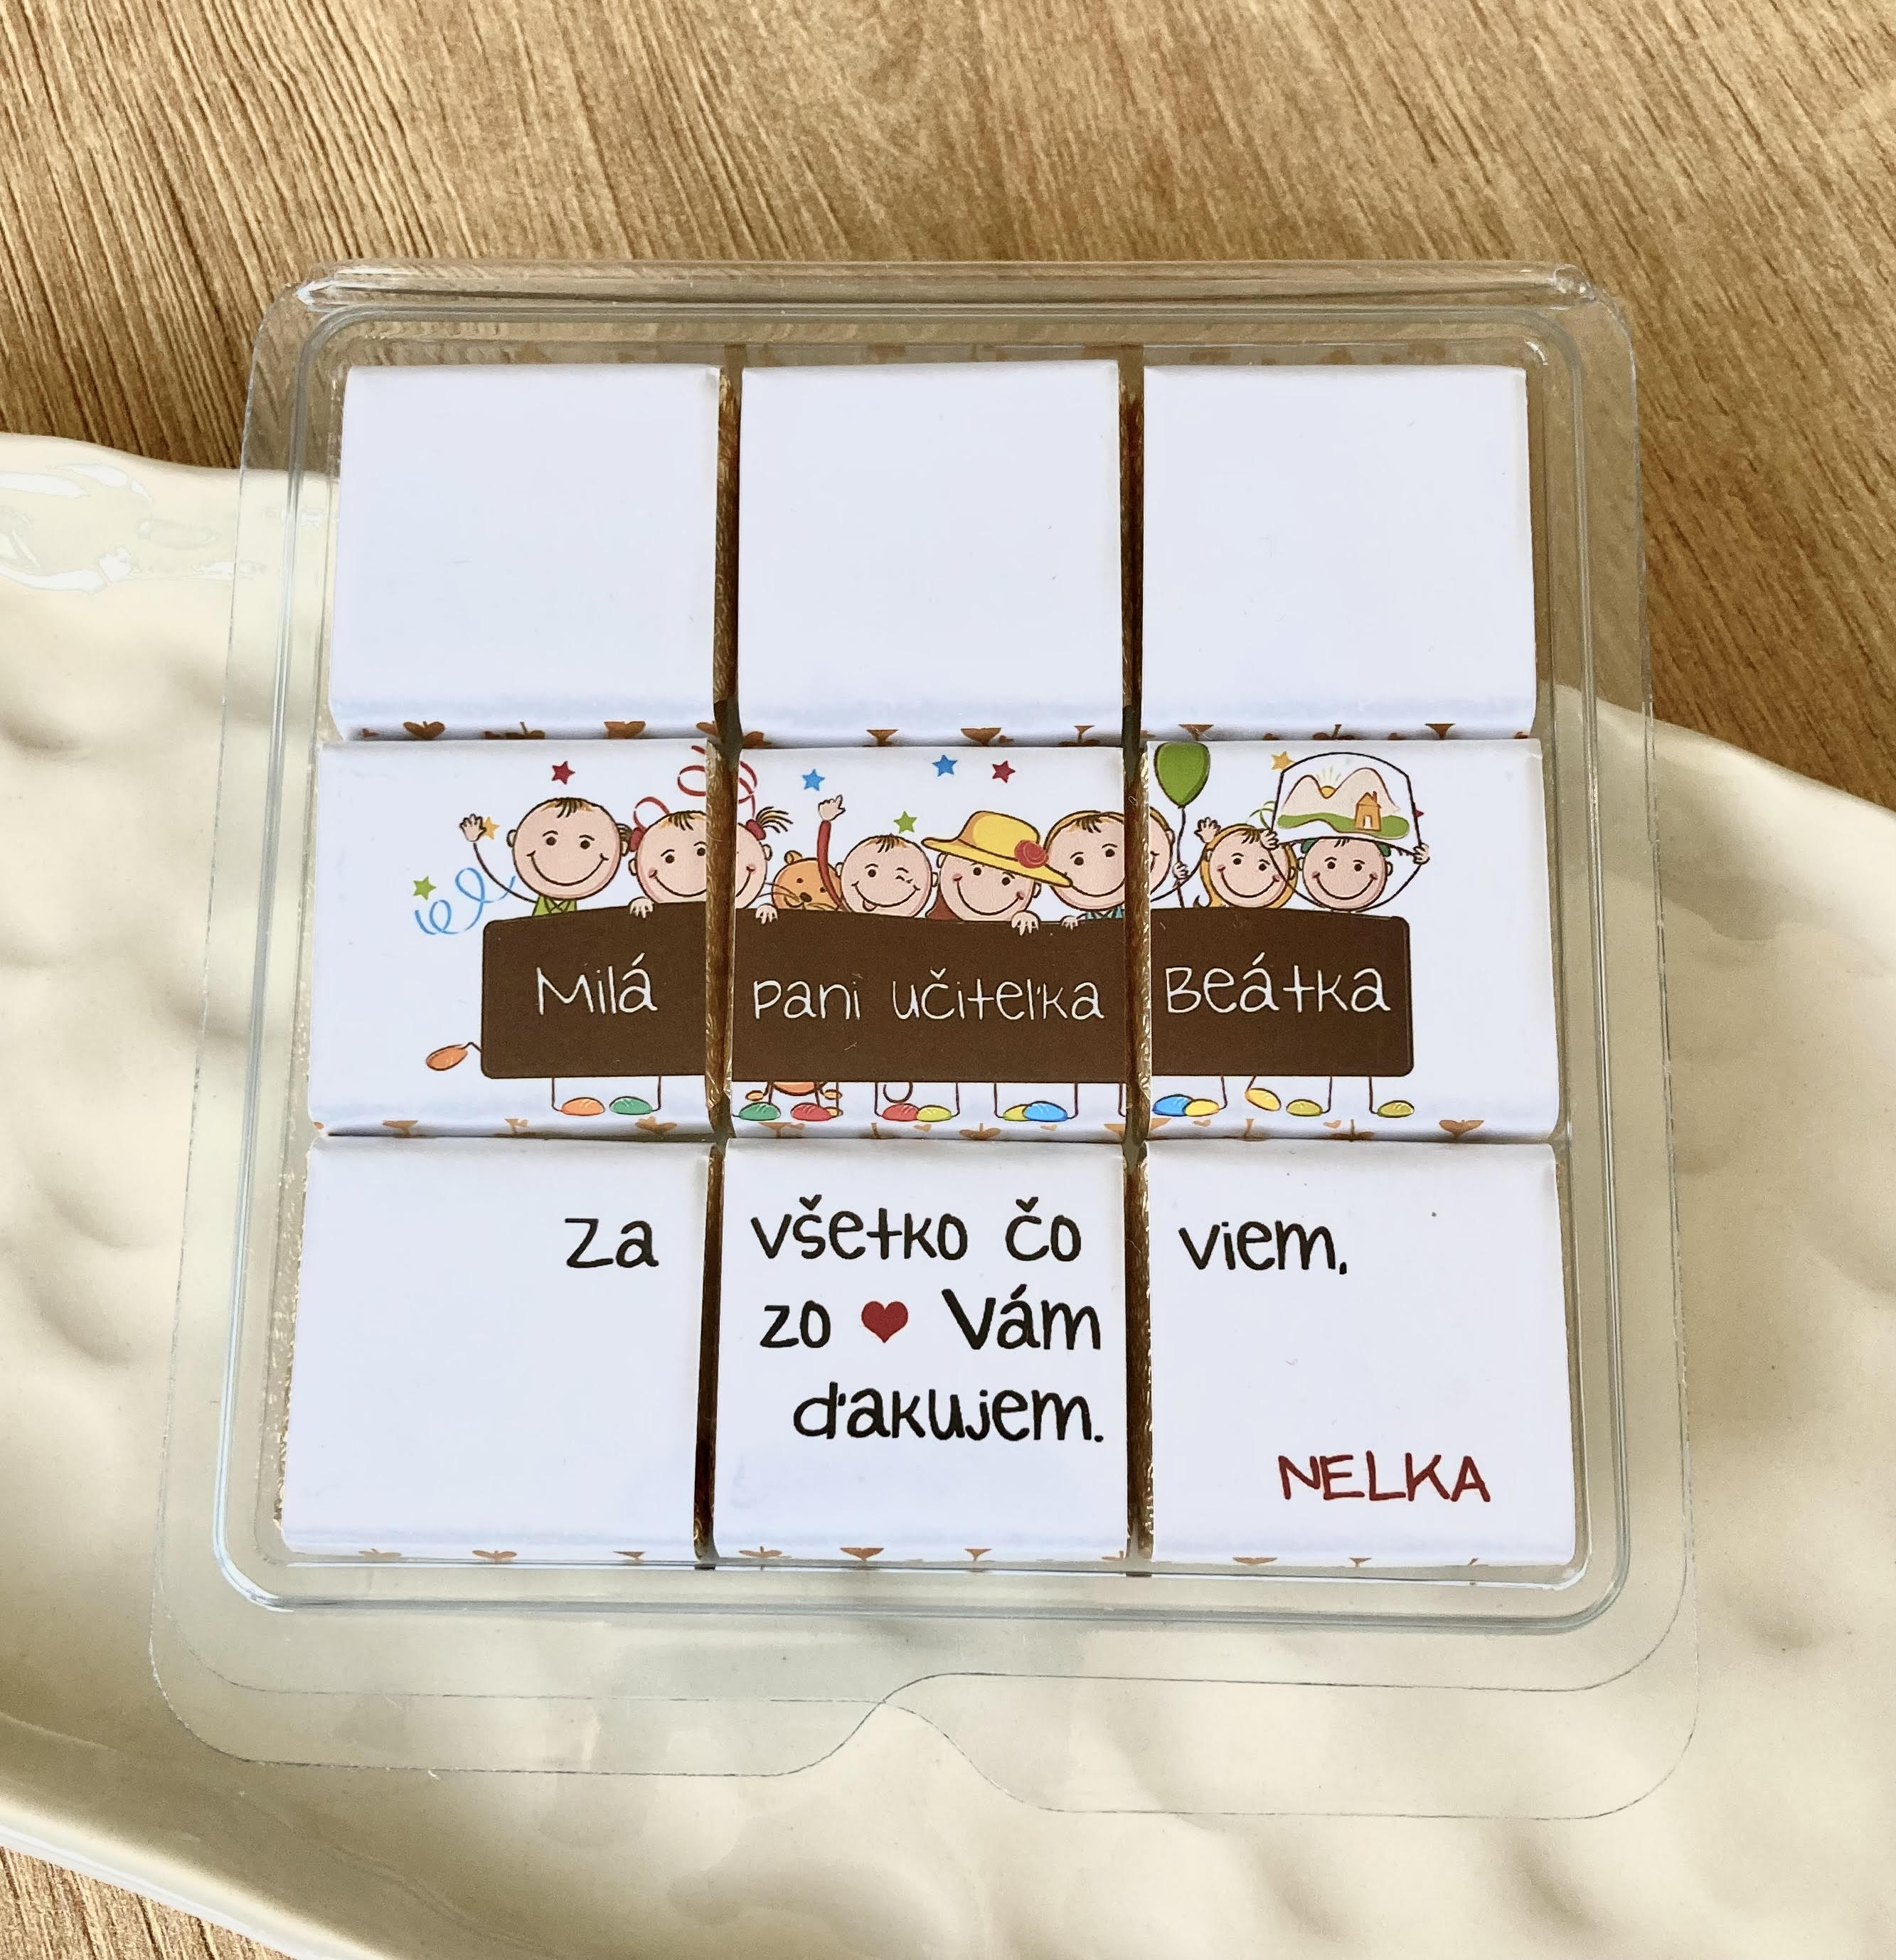 Milá pani učiteľka Beátka
Za všetko čo viem,
zo Vám
ďakujem.
NELKA